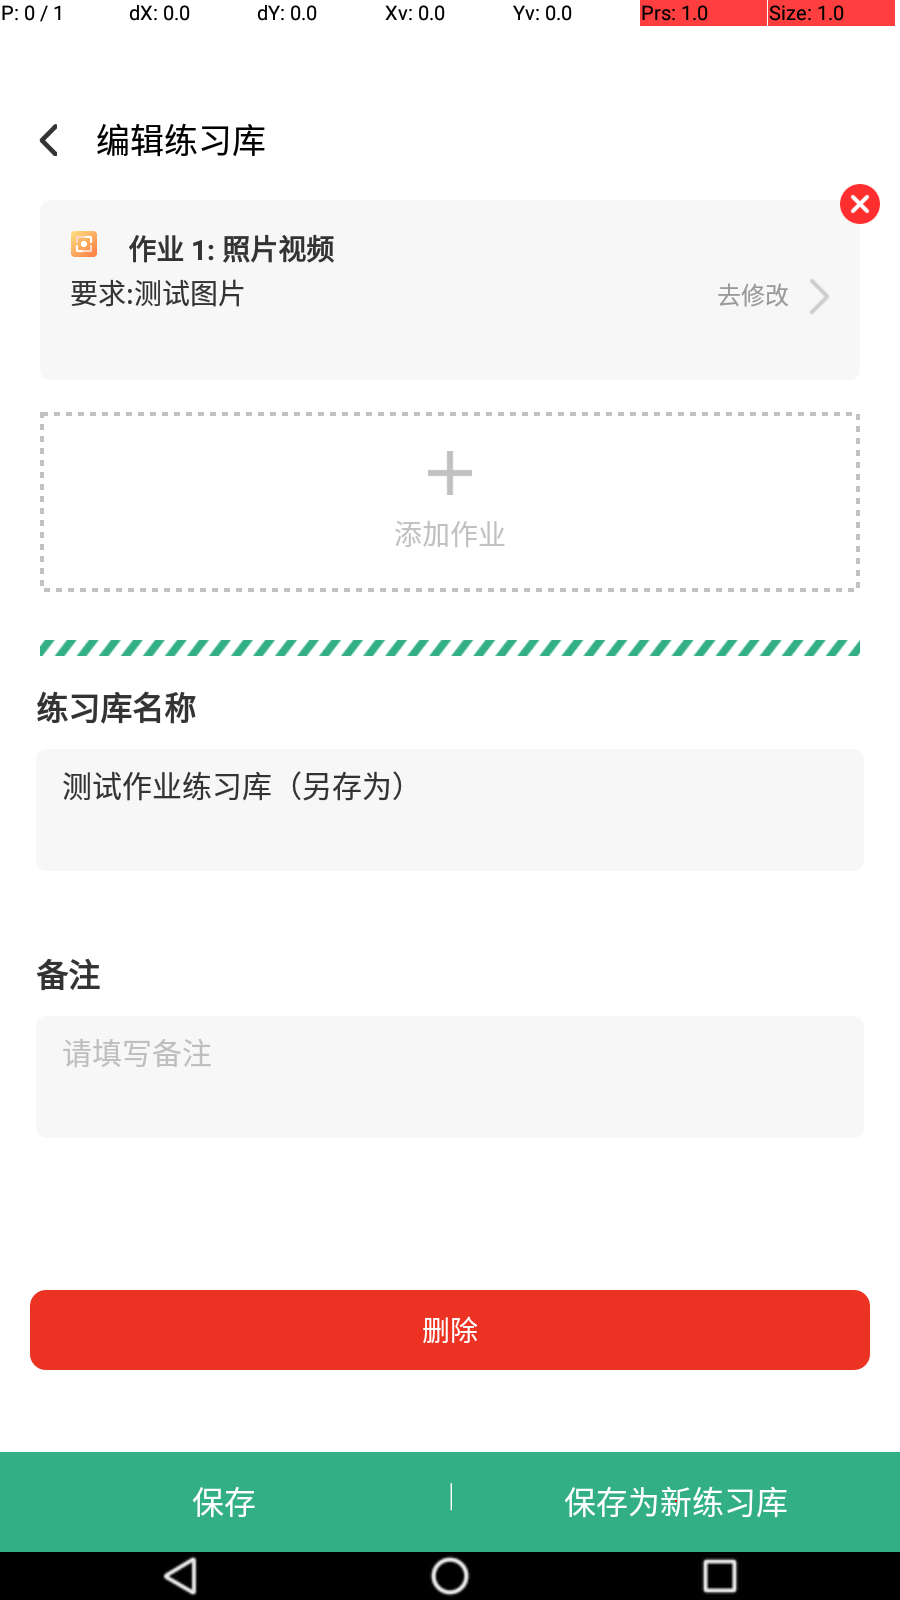 P: 0 / 1 dX: 0.0 dY: 0.0 Xv: 0.0 Yv: 0.0 Prs: 1.0 Size: 1.0
编辑练习库
作业 1: 照片视频
要求:测试图片
去修改
添加作业
练习库名称
测试作业练习库（另存为）
备注
请填写备注
删除
保存 保存为新练习库